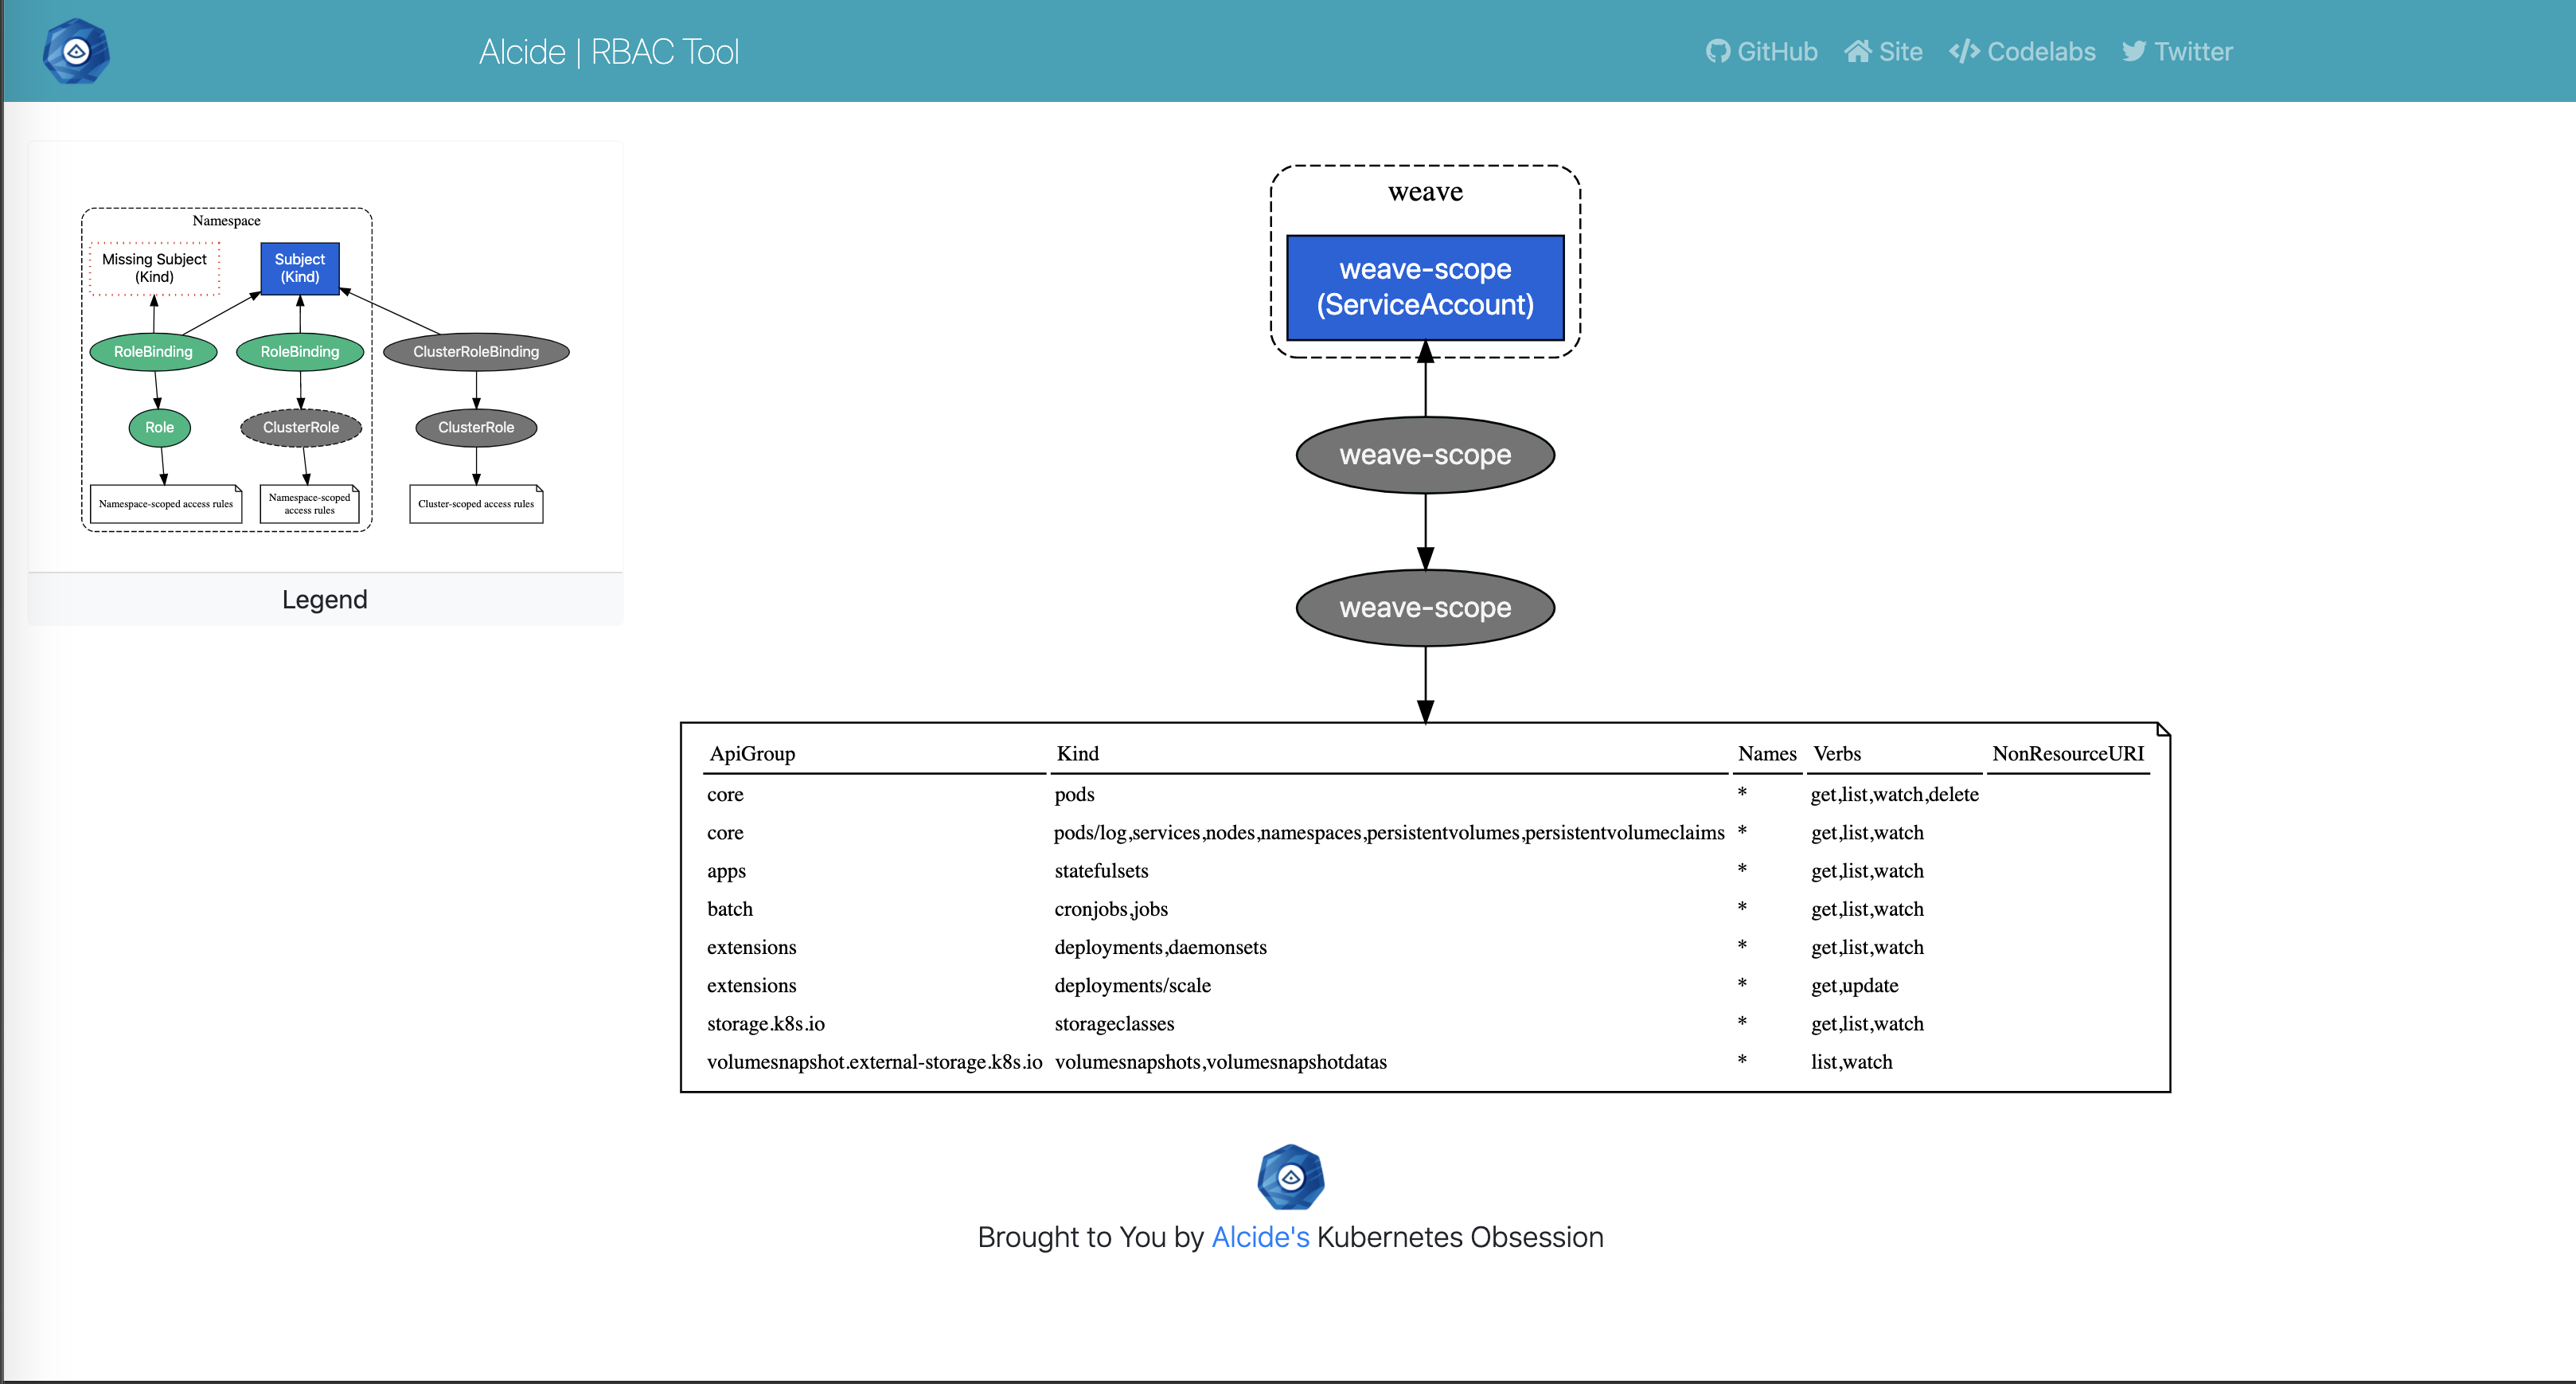 Alcide | RBAC Tool
GitHub Site Codelabs Twitter
Namespace
Missing Subject
(Kind)
Subject
(Kind)
RoleBinding RoleBinding ClusterRoleBinding
Role ClusterRole ClusterRole
Namespace-scoped access rules
Namespace-scoped
access rules
Cluster-scoped access rules
Legend
weave
weave-scope
(ServiceAccount)
weave-scope
weave-scope
ApiGroup Kind Names Verbs NonResourceURI
core pods * get,list,watch,delete
core pods/log,services,nodes,namespaces,persistentvolumes,persistentvolumeclaims * get,list,watch
apps statefulsets * get,list,watch
batch cronjobs,jobs * get,list,watch
extensions deployments,daemonsets * get,list,watch
extensions deployments/scale * get,update
storage.k8s.io storageclasses * get,list,watch
volumesnapshot.external-storage.k8s.io volumesnapshots,volumesnapshotdatas * list,watch
Brought to You by Alcide's Kubernetes Obsession